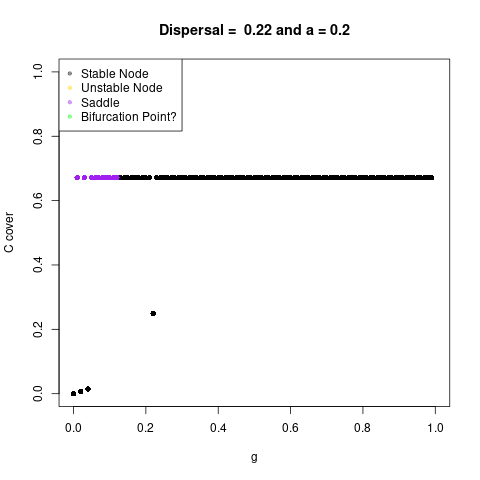 Dispersal =  0.22 and a = 0.2
Stable Node
Unstable Node
Saddle
Bifurcation Point?
C cover
1.0
0.8
0.6
0.4
0.2
0.0
0.0 0.2 0.4 0.6 0.8 1.0
g